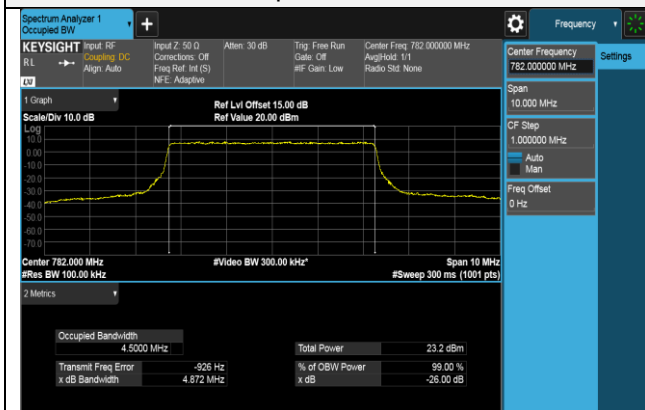 Spectrum Analyzer 1
Occupied BW
Frequency
KEYSIGHT
Input: RF
Input Z: 50 Ω
Atten: 30 dB
Trig: Free Run
Center Freq: 782.000000 MHz
RL
Coupling: DC
Corrections: Off
Gate: Off
Avg|Hold: 1/1
Align: Auto
Freq Ref: Int (S)
#IF Gain: Low
Radio Std: None
LXI
NFE: Adaptive
Center Frequency
782.000000 MHz
Settings
Span
10.000 MHz
CF Step
1.000000 MHz
Auto
Man
Freq Offset
0 Hz
1 Graph
Ref Lvl Offset 15.00 dB
Scale/Div 10.0 dB
Ref Value 20.00 dBm
Log
10.0
0.00
-10.0
-20.0
-30.0
-40.0
-50.0
-60.0
-70.0
Center 782.000 MHz
#Video BW 300.00 kHz*
Span 10 MHz
#Res BW 100.00 kHz
#Sweep 300 ms (1001 pts)
2 Metrics
Occupied Bandwidth
4.5000 MHz
Total Power
23.2 dBm
Transmit Freq Error
-926 Hz
% of OBW Power
99.00 %
x dB Bandwidth
4.872 MHz
x dB
-26.00 dB